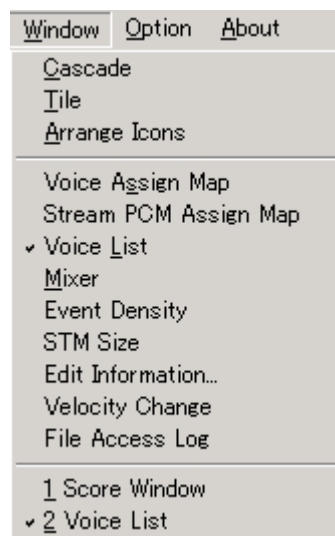 Window Option About
Cascade
Tile
Arrange Icons
Voice Assign Map
Stream PCM Assign Map
✓ Voice List
Mixer
Event Density
STM Size
Edit Information...
Velocity Change
File Access Log
1 Score Window
✓ 2 Voice List